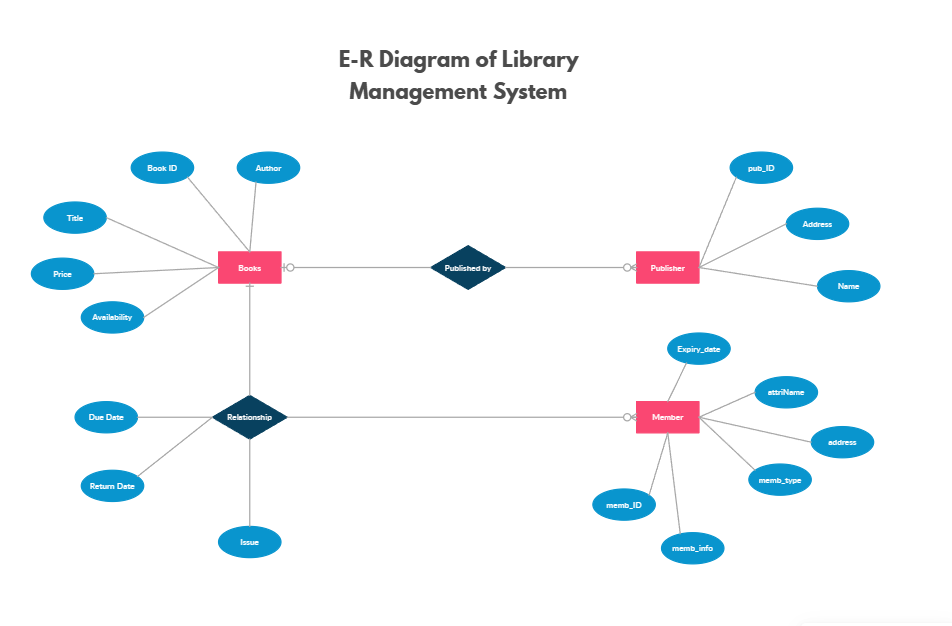 E-R Diagram of Library
Management System
Book ID
Author
pub_ID
Title
Address
Price
Books
Published by
Publisher
Name
Availability
Expiry_date
attriName
Due Date
Relationship
Member
address
memb_type
Return Date
memb_ID
Issue
memb_info